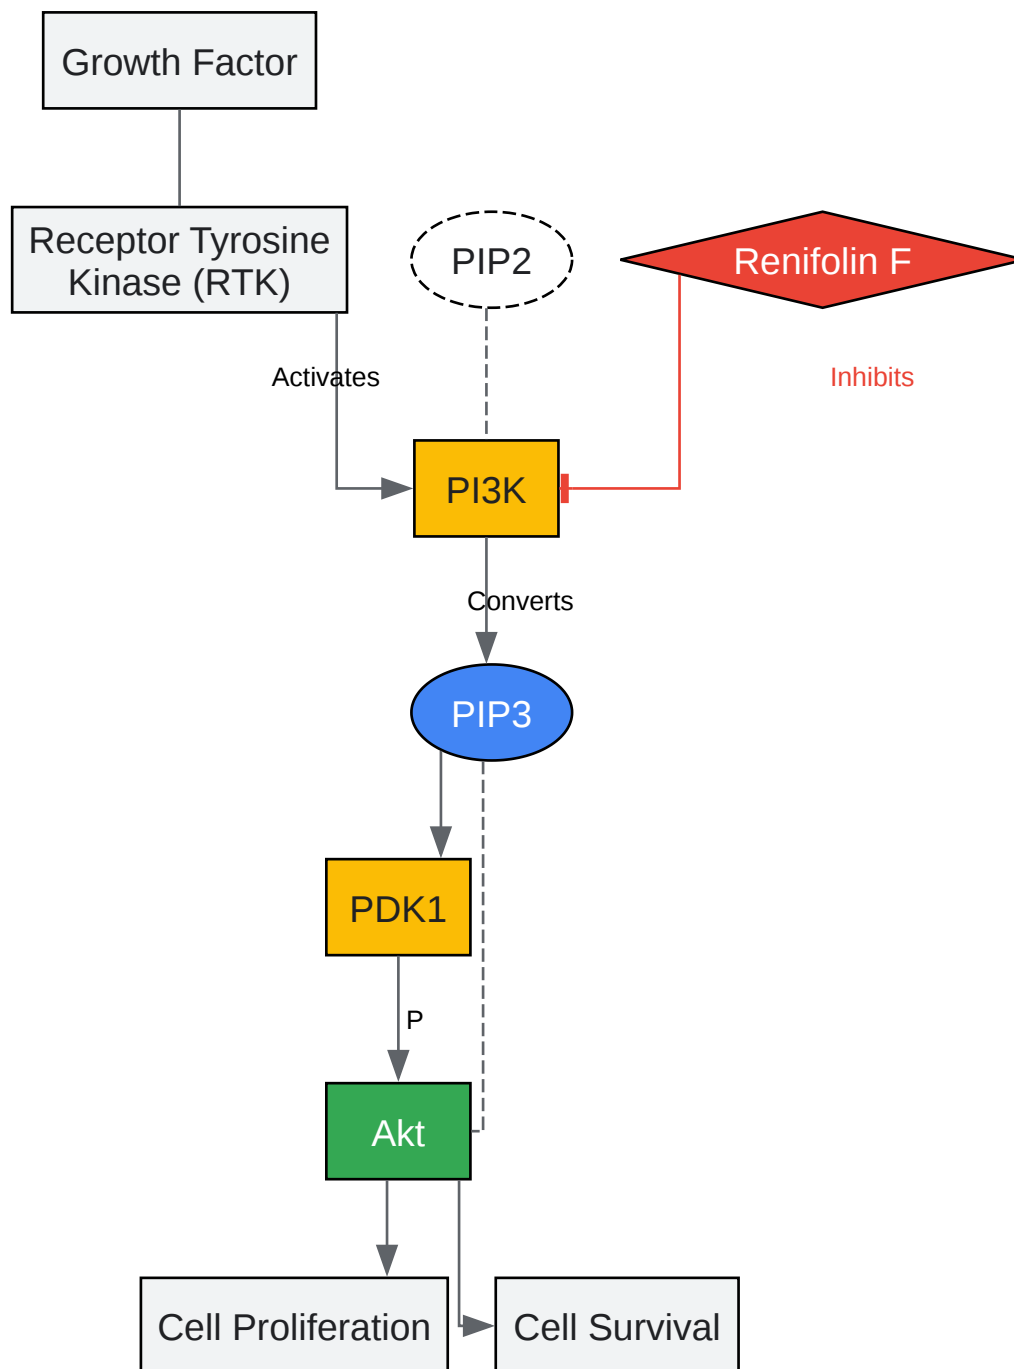 Growth Factor
Receptor Tyrosine
Kinase (RTK)
PIP2
Renifolin F
Activates
Inhibits
PI3K
Converts
PIP3
PDK1
P
Akt
Cell Proliferation
Cell Survival